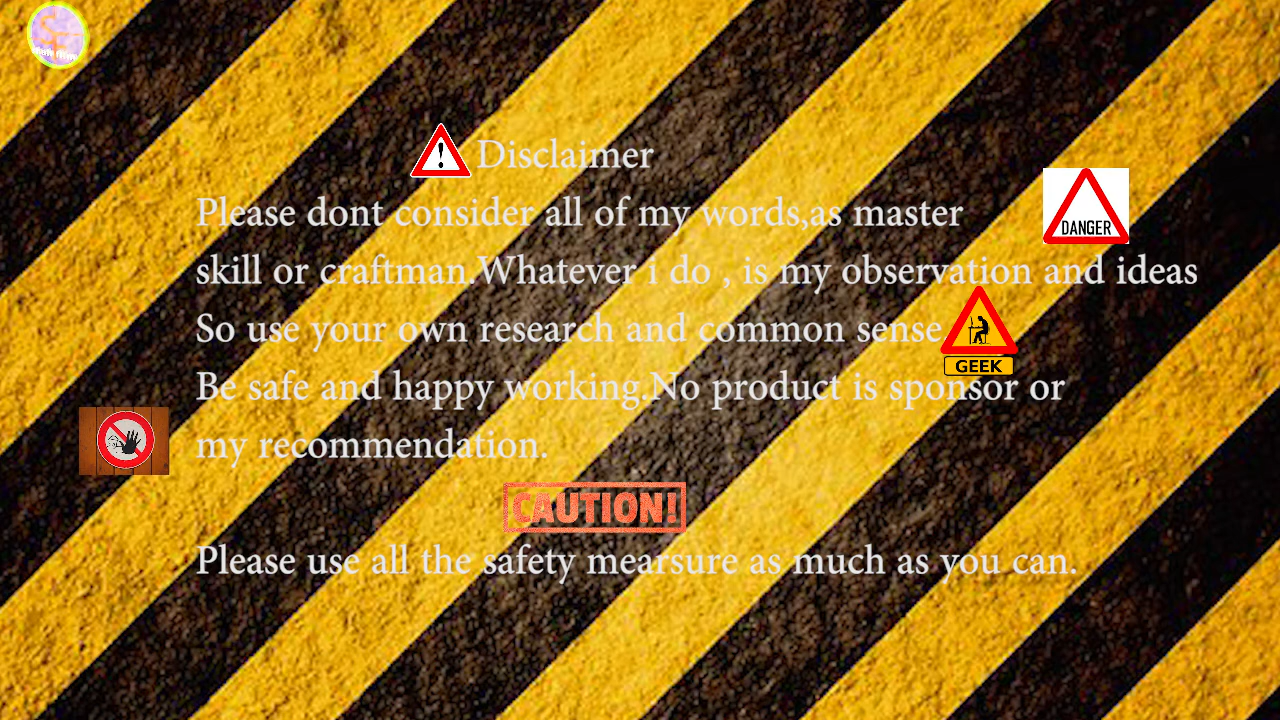 Disclaimer
Please dont consider all of my words,as master
DANGER
skill or craftman.Whatever i do , is my observation and ideas
So use your own research and common sense
GEEK
Be safe and happy working.No product is sponsor or
my recommendation.
CAUTION!
Please use all the safety mearsure as much as you can.